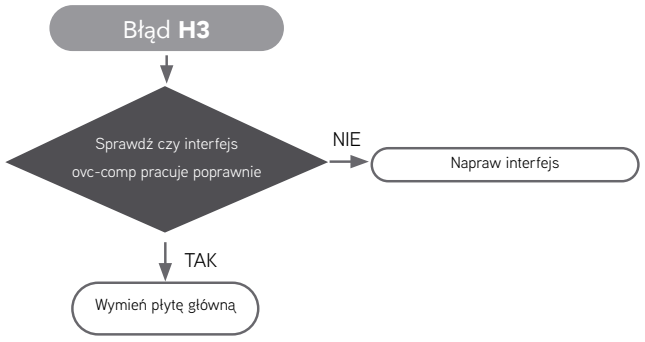 Błąd H3
Sprawdź czy interfejs
ovc-comp pracuje poprawnie
NIE
Napraw interfejs
TAK
Wymień płytę główną